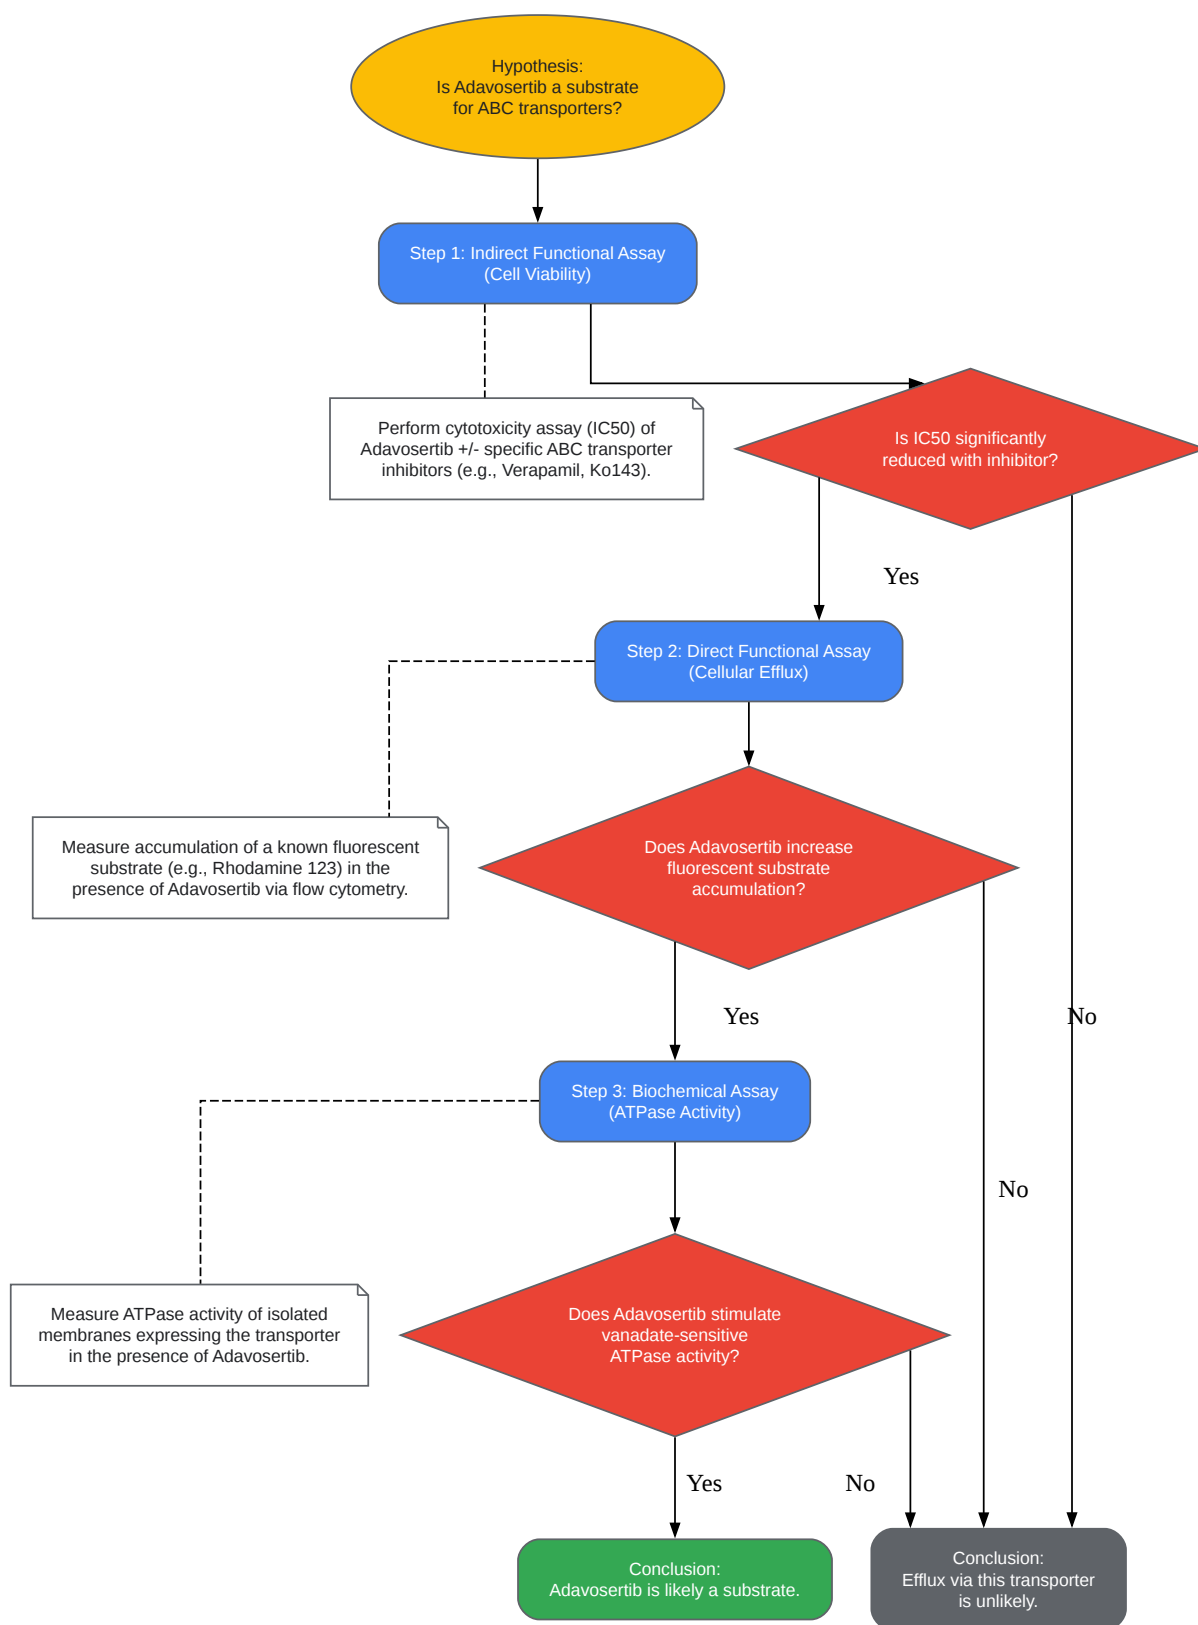 Hypothesis:
Is Adavosertib a substrate
for ABC transporters?
Step 1: Indirect Functional Assay
(Cell Viability)
Perform cytotoxicity assay (IC50) of
Adavosertib +/- specific ABC transporter
inhibitors (e.g., Verapamil, Ko143).
Is IC50 significantly
reduced with inhibitor?
Yes
Step 2: Direct Functional Assay
(Cellular Efflux)
Measure accumulation of a known fluorescent
substrate (e.g., Rhodamine 123) in the
presence of Adavosertib via flow cytometry.
Does Adavosertib increase
fluorescent substrate
accumulation?
Yes
No
Step 3: Biochemical Assay
(ATPase Activity)
No
Measure ATPase activity of isolated
membranes expressing the transporter
in the presence of Adavosertib.
Does Adavosertib stimulate
vanadate-sensitive
ATPase activity?
Yes
No
Conclusion:
Adavosertib is likely a substrate.
Conclusion:
Efflux via this transporter
is unlikely.